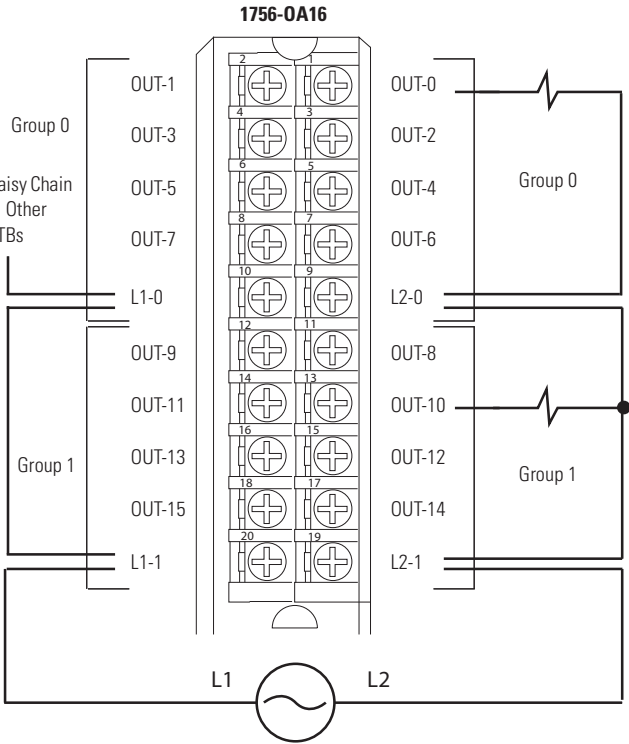 1756-OA16
2 1
OUT-1 OUT-0
4 3
Group 0 OUT-3 OUT-2
6 5
aisy Chain
Other
TBs
OUT-5 OUT-4 Group 0
8 7
OUT-7 OUT-6
10 9
L1-0 L2-0
12 11
OUT-9 OUT-8
14 13
OUT-11 OUT-10
16 15
Group 1 OUT-13 OUT-12 Group 1
18 17
OUT-15 OUT-14
20 19
L1-1 L2-1
L1 L2